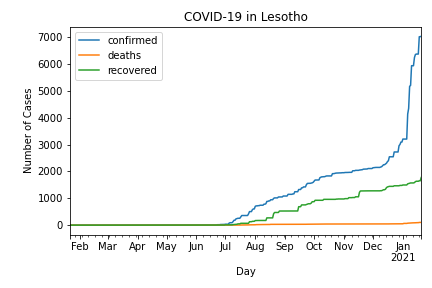 COVID-19 in Lesotho
confirmed
deaths
recovered
Number of Cases
7000
6000
5000
4000
3000
2000
1000
0
Feb Mar Apr May Jun Jul Aug Sep Oct Nov Dec Jan
2021
Day